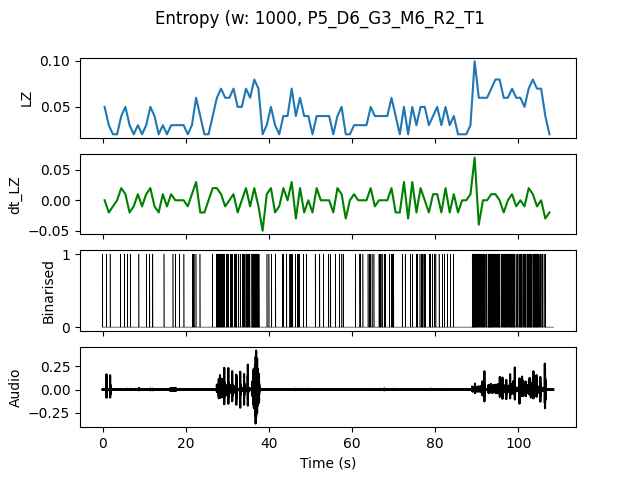 Entropy (w: 1000, P5_D6_G3_M6_R2_T1
0.10
0.05
LZ
0.05
0.00
−0.05
dt_LZ
1
0
Binarised
0.25
0.00
−0.25
Audio
0 20 40 60 80 100
Time (s)